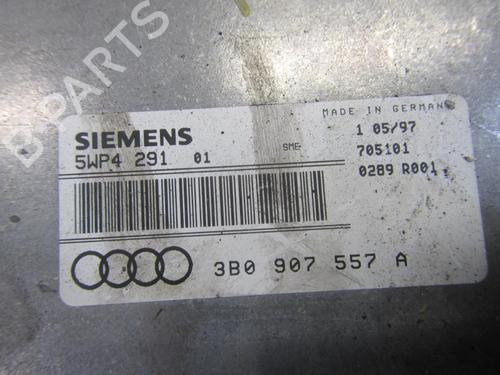 B-PARTS
MADE IN GERMANY
SIEMENS
1 05/97
5WP4 291 01
SME
705101
0289 R001
3B0 907 557 A